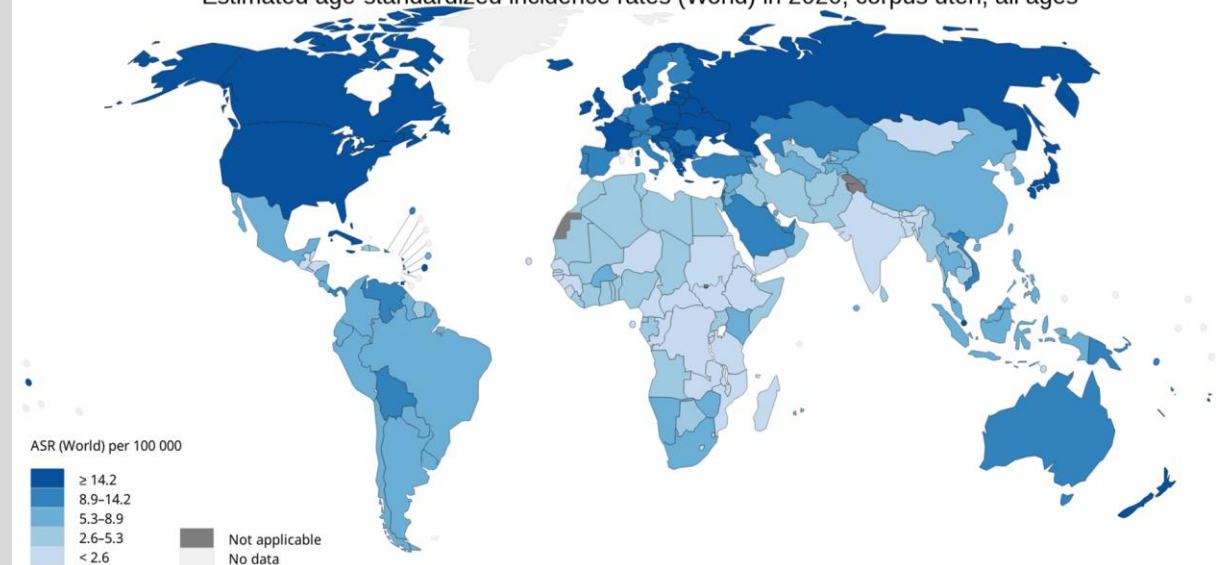 Estimated age-standardized incidence rates (World) in 2020, corpus uteri, all ages
ASR (World) per 100 000
≥ 14.2
8.9–14.2
5.3–8.9
2.6–5.3
< 2.6
Not applicable
No data